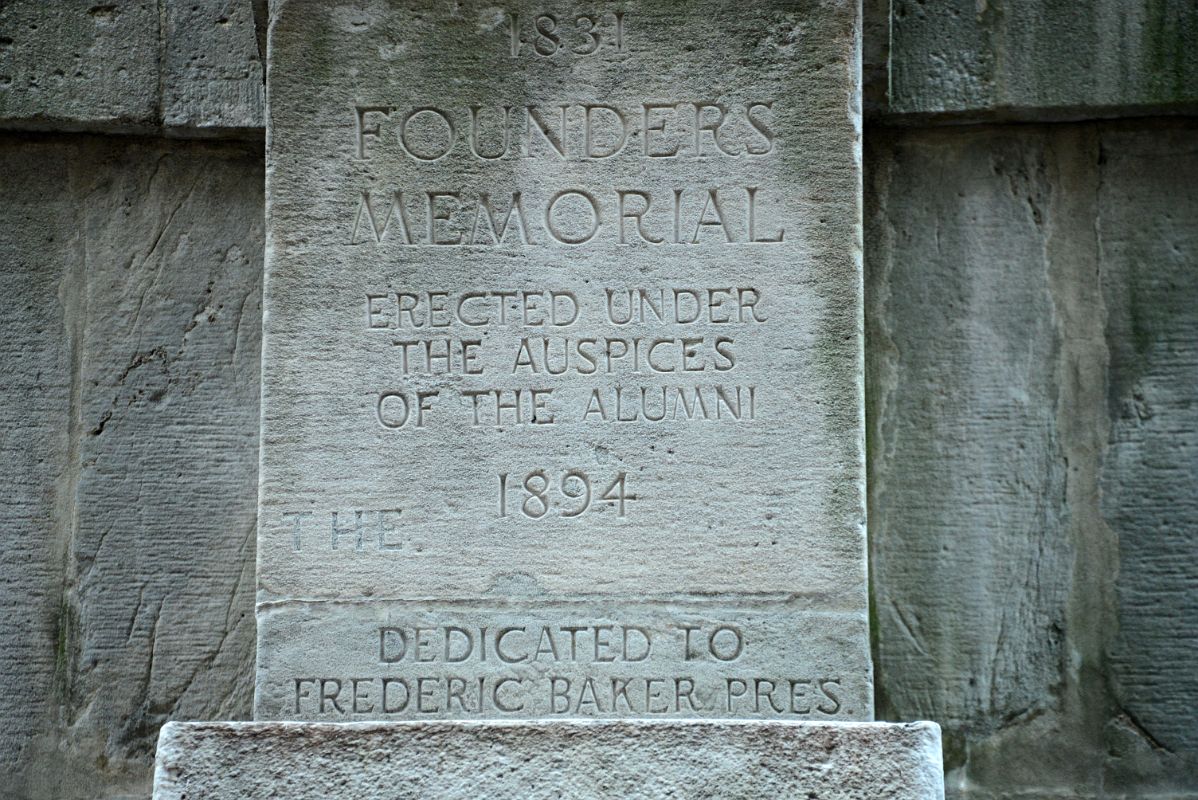 1831
FOUNDERS
MEMORIAL
ERECTED UNDER
THE AUSPICES
OF THE ALUMNI
1894
THE
DEDICATED TO
FREDERIC BAKER PRES.